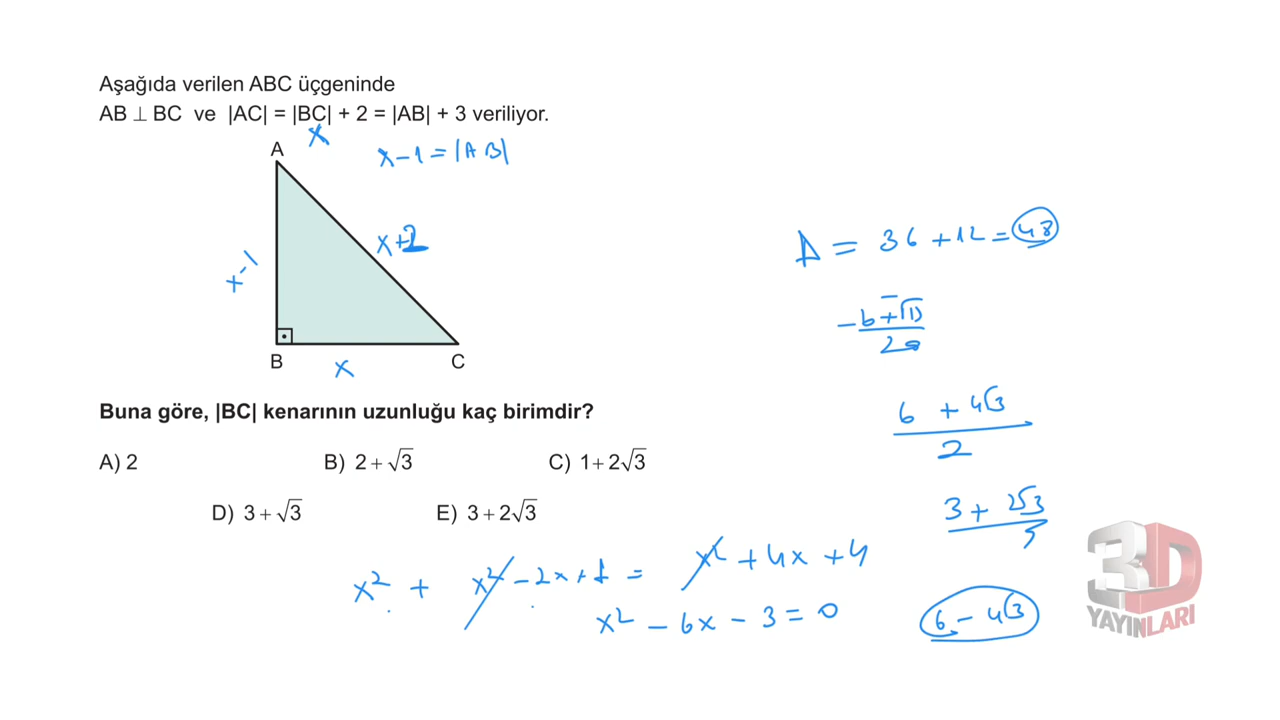 Aşağıda verilen ABC üçgeninde
AB ⊥ BC ve |AC| = |BC| + 2 = |AB| + 3 veriliyor.
x
x-1 = |AB|
A
x-1
x+2
B
x
C
Δ = 36 + 12 = 48
-b ∓ √Δ / 2a
6 + 4√3 / 2
3 + 2√3
6 - 4√3
Buna göre, |BC| kenarının uzunluğu kaç birimdir?
A) 2 B) 2 + √3 C) 1 + 2√3
D) 3 + √3 E) 3 + 2√3
x² + x² - 2x + 1 = x² + 4x + 4
x² - 6x - 3 = 0
3D
YAYINLARI